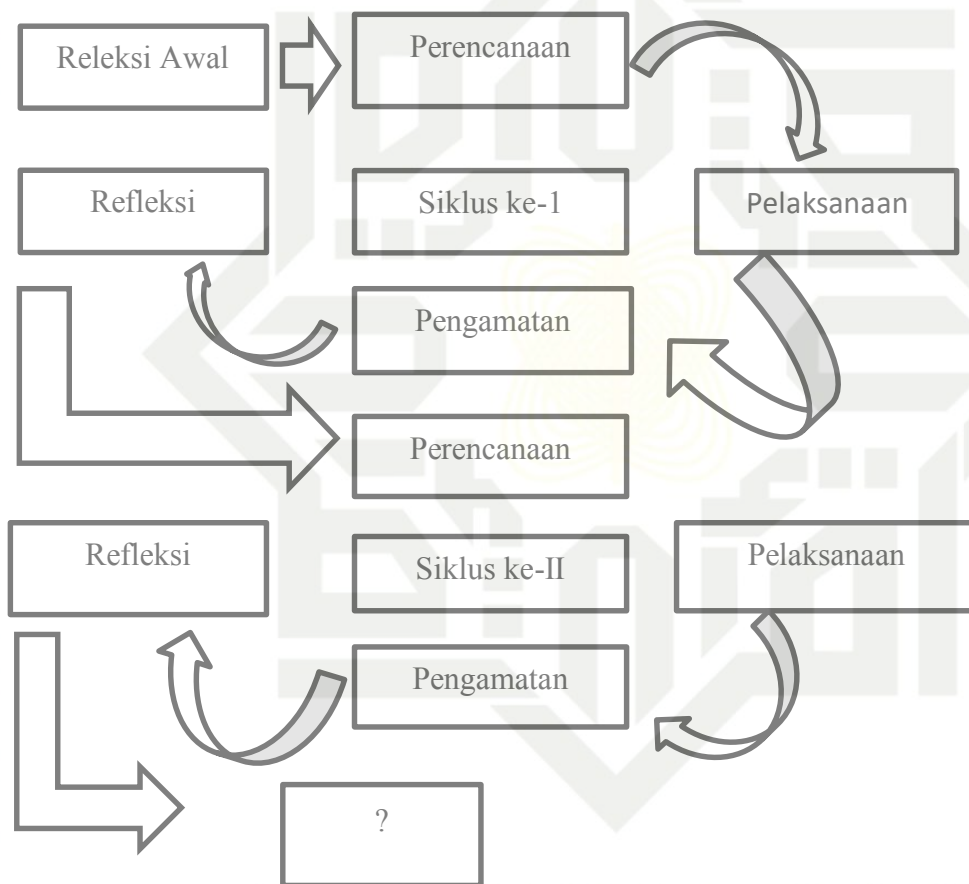 Releksi Awal
Perencanaan
Refleksi
Siklus ke-1
Pelaksanaan
Pengamatan
Perencanaan
Refleksi
Siklus ke-II
Pelaksanaan
Pengamatan
?